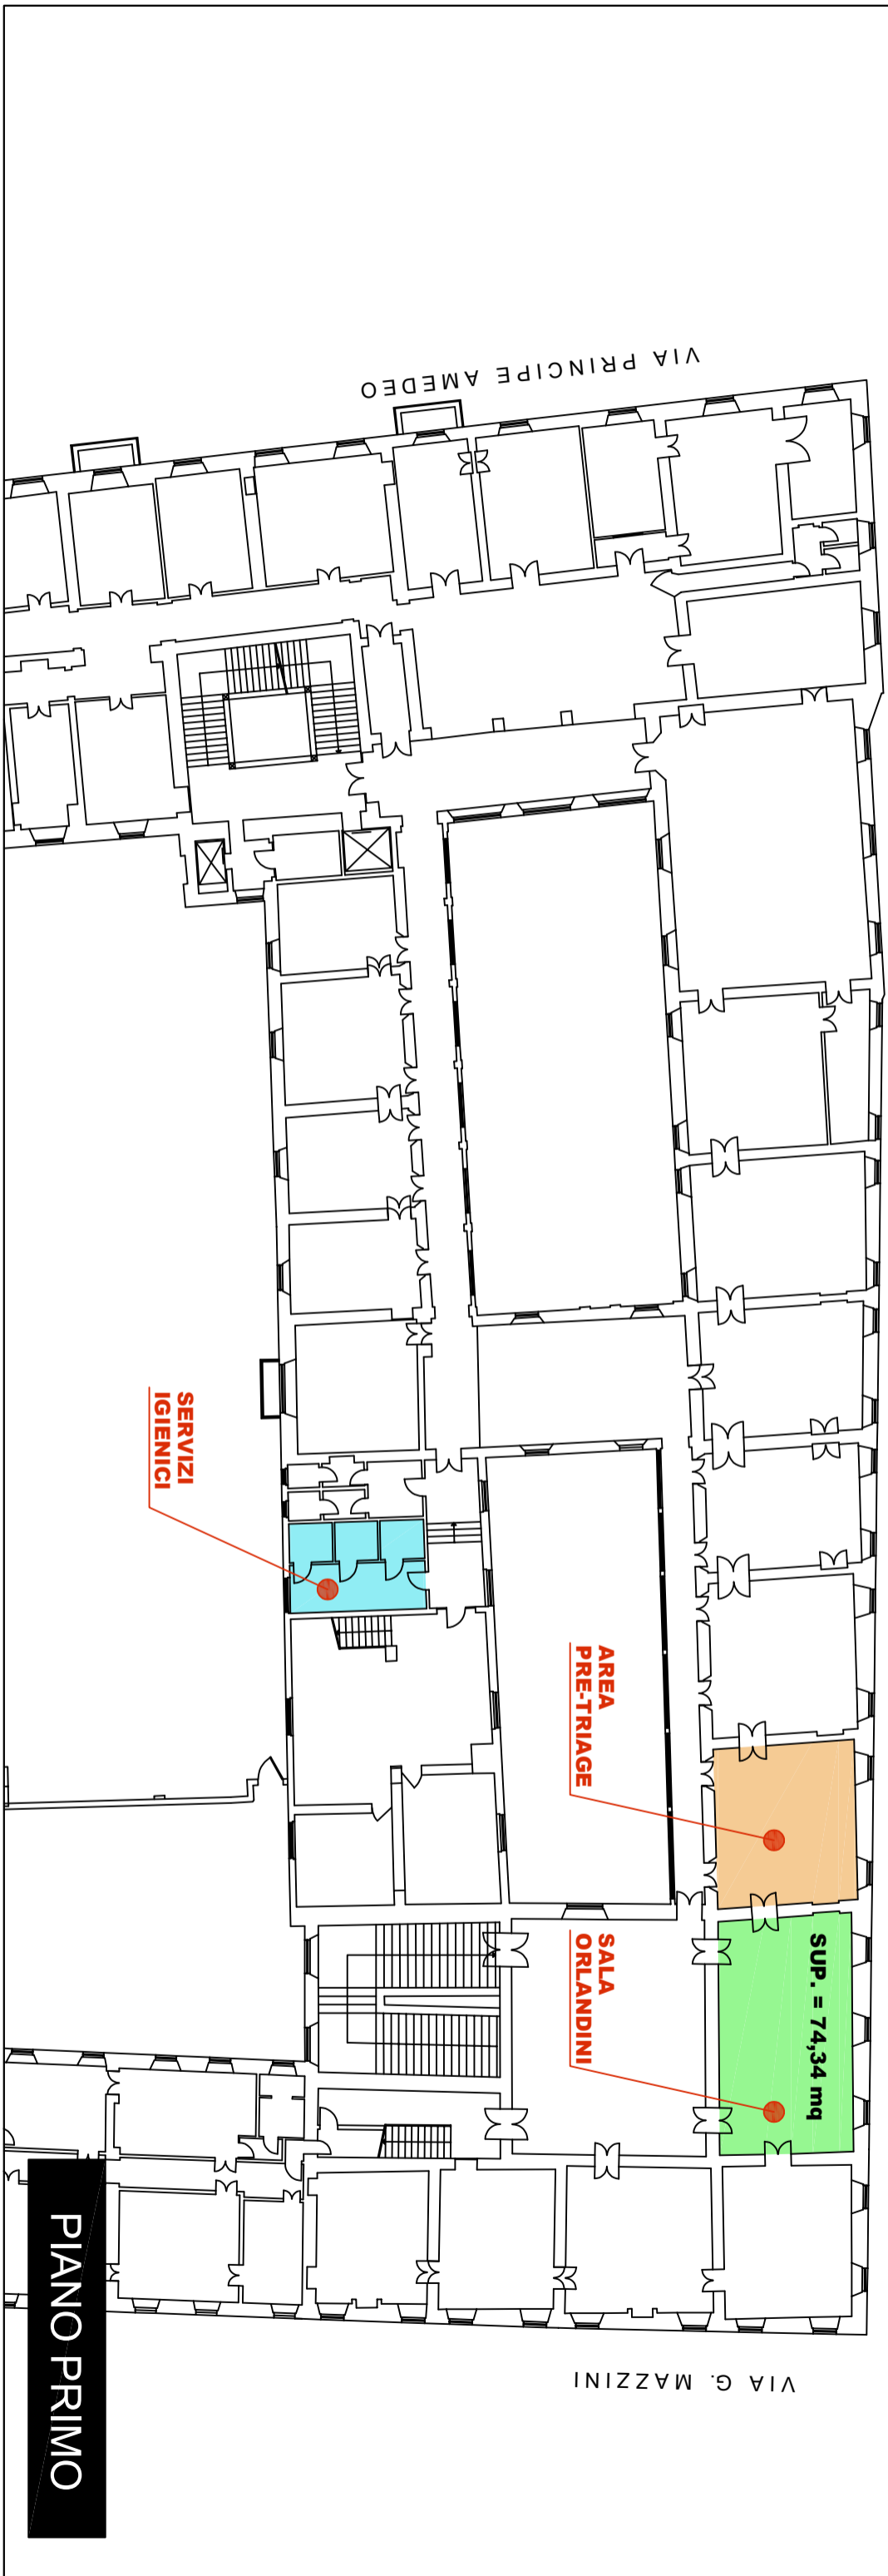 VIA PRINCIPE AMEDEO
SERVIZI
IGIENICI
AREA
PRE-TRIAGE
SALA
ORLANDINI
SUP. = 74,34 mq
VIA G. MAZZINI
PIANO PRIMO